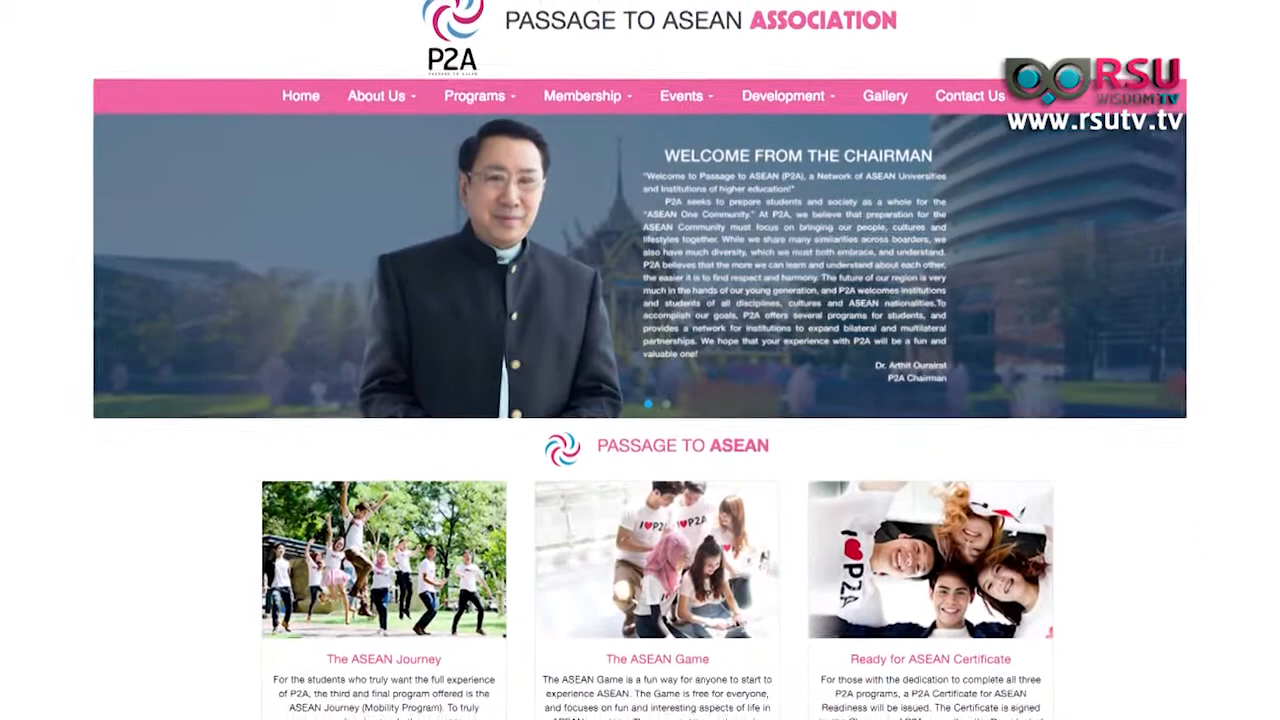 PASSAGE TO ASEAN ASSOCIATION
P2A
PASSAGE TO ASEAN
RSU
WISDOM TV
www.rsutv.tv
Home About Us Programs Membership Events Development Gallery Contact Us
WELCOME FROM THE CHAIRMAN
"Welcome to Passage to ASEAN (P2A), a Network of ASEAN Universities
and Institutions of higher education!"
P2A seeks to prepare students and society as a whole for the
"ASEAN One Community." At P2A, we believe that preparation for the
ASEAN Community must focus on bringing our people, cultures and
lifestyles together. While we share many similarities across boarders, we
also have much diversity, which we must both embrace, and understand.
P2A believes that the more we can learn and understand about each other,
the easier it is to find respect and harmony. The future of our region is very
much in the hands of our young generation, and P2A welcomes institutions
and students of all disciplines, cultures and ASEAN nationalities.To
accomplish our goals, P2A offers several programs for students, and
provides a network for institutions to expand bilateral and multilateral
partnerships. We hope that your experience with P2A will be a fun and
valuable one!
Dr. Arthit Ourairat
P2A Chairman
PASSAGE TO ASEAN
I ♥ P2A
I ♥ P2A
I ♥ P2A
The ASEAN Journey
For the students who truly want the full experience
of P2A, the third and final program offered is the
ASEAN Journey (Mobility Program). To truly
The ASEAN Game
The ASEAN Game is a fun way for anyone to start to
experience ASEAN. The Game is free for everyone,
and focuses on fun and interesting aspects of life in
Ready for ASEAN Certificate
For those with the dedication to complete all three
P2A programs, a P2A Certificate for ASEAN
Readiness will be issued. The Certificate is signed